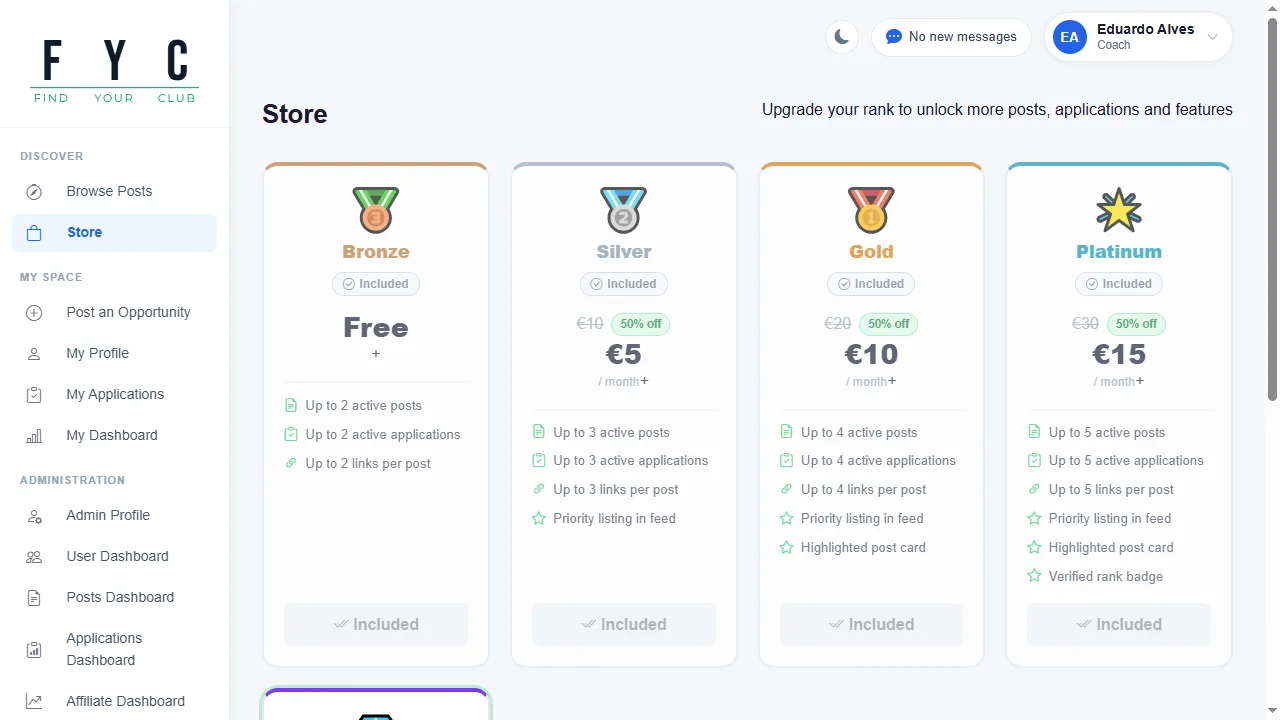 F Y C
FIND YOUR CLUB
DISCOVER
Browse Posts
Store
MY SPACE
Post an Opportunity
My Profile
My Applications
My Dashboard
ADMINISTRATION
Admin Profile
User Dashboard
Posts Dashboard
Applications
Dashboard
Affiliate Dashboard
No new messages
EA
Eduardo Alves
Coach
Store
Upgrade your rank to unlock more posts, applications and features
3
Bronze
Included
Free
+
Up to 2 active posts
Up to 2 active applications
Up to 2 links per post
Included
2
Silver
Included
€10 50% off
€5
/ month+
Up to 3 active posts
Up to 3 active applications
Up to 3 links per post
Priority listing in feed
Included
1
Gold
Included
€20 50% off
€10
/ month+
Up to 4 active posts
Up to 4 active applications
Up to 4 links per post
Priority listing in feed
Highlighted post card
Included
Platinum
Included
€30 50% off
€15
/ month+
Up to 5 active posts
Up to 5 active applications
Up to 5 links per post
Priority listing in feed
Highlighted post card
Verified rank badge
Included